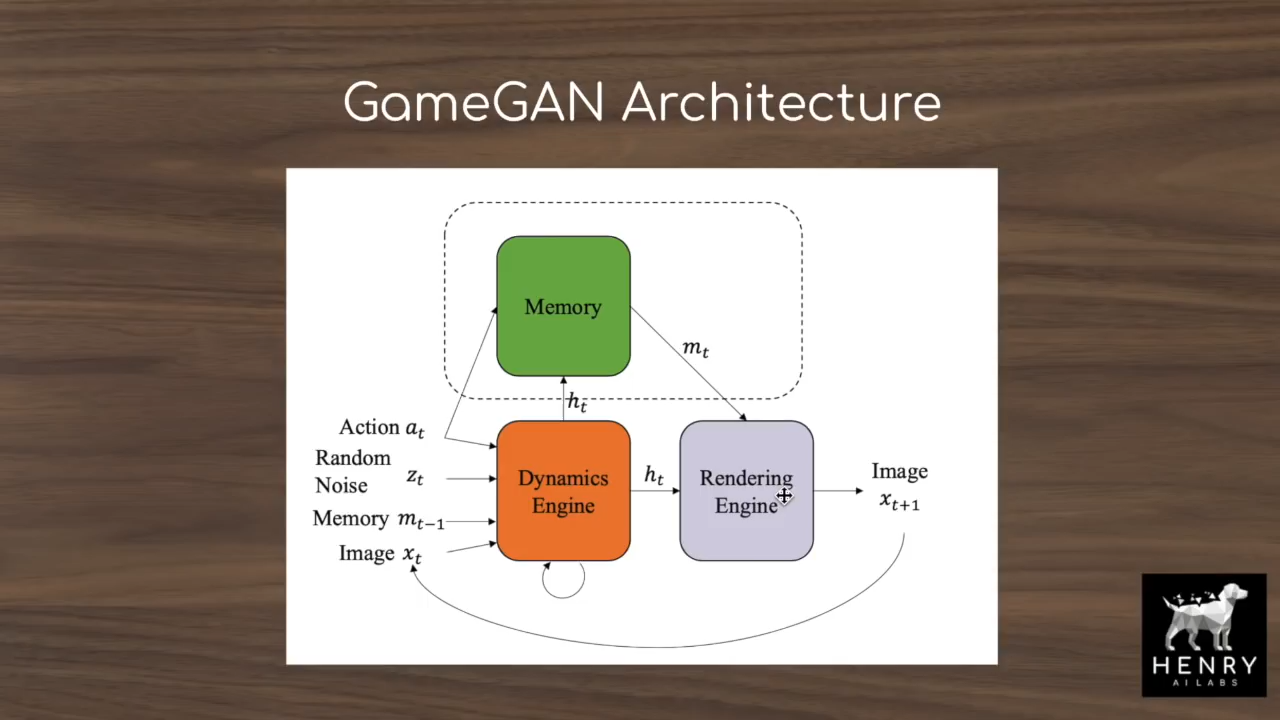 GameGAN Architecture
Memory
m_t
h_t
Action a_t
Random
Noise z_t
Memory m_{t-1}
Image x_t
Dynamics
Engine
h_t
Rendering
Engine
Image
x_{t+1}
HENRY
AI LABS